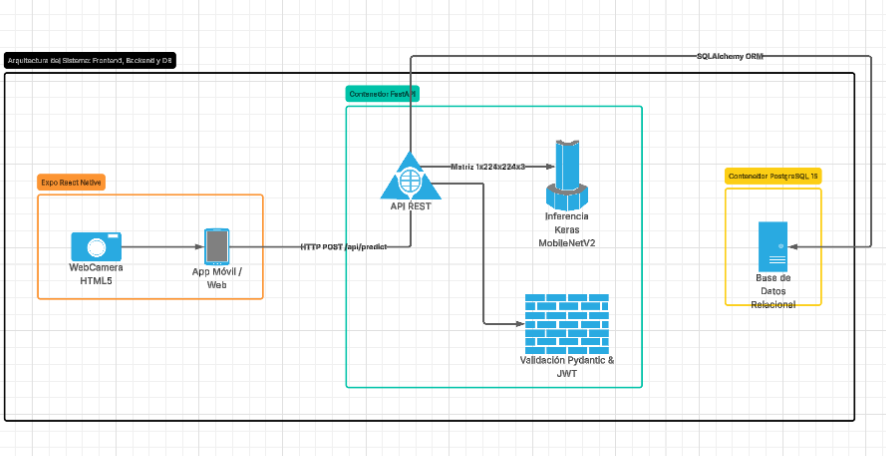 Arquitectura del Sistema: Frontend, Backend y DB
SQLAlchemy ORM
Contenedor FastAPI
Matriz 1x224x224x3
Expo React Native
Contenedor PostgreSQL 15
API REST
Inferencia
Keras
MobileNetV2
HTTP POST /api/predict
WebCamera
HTML5
App Móvil /
Web
Base de
Datos
Relacional
Validación Pydantic &
JWT